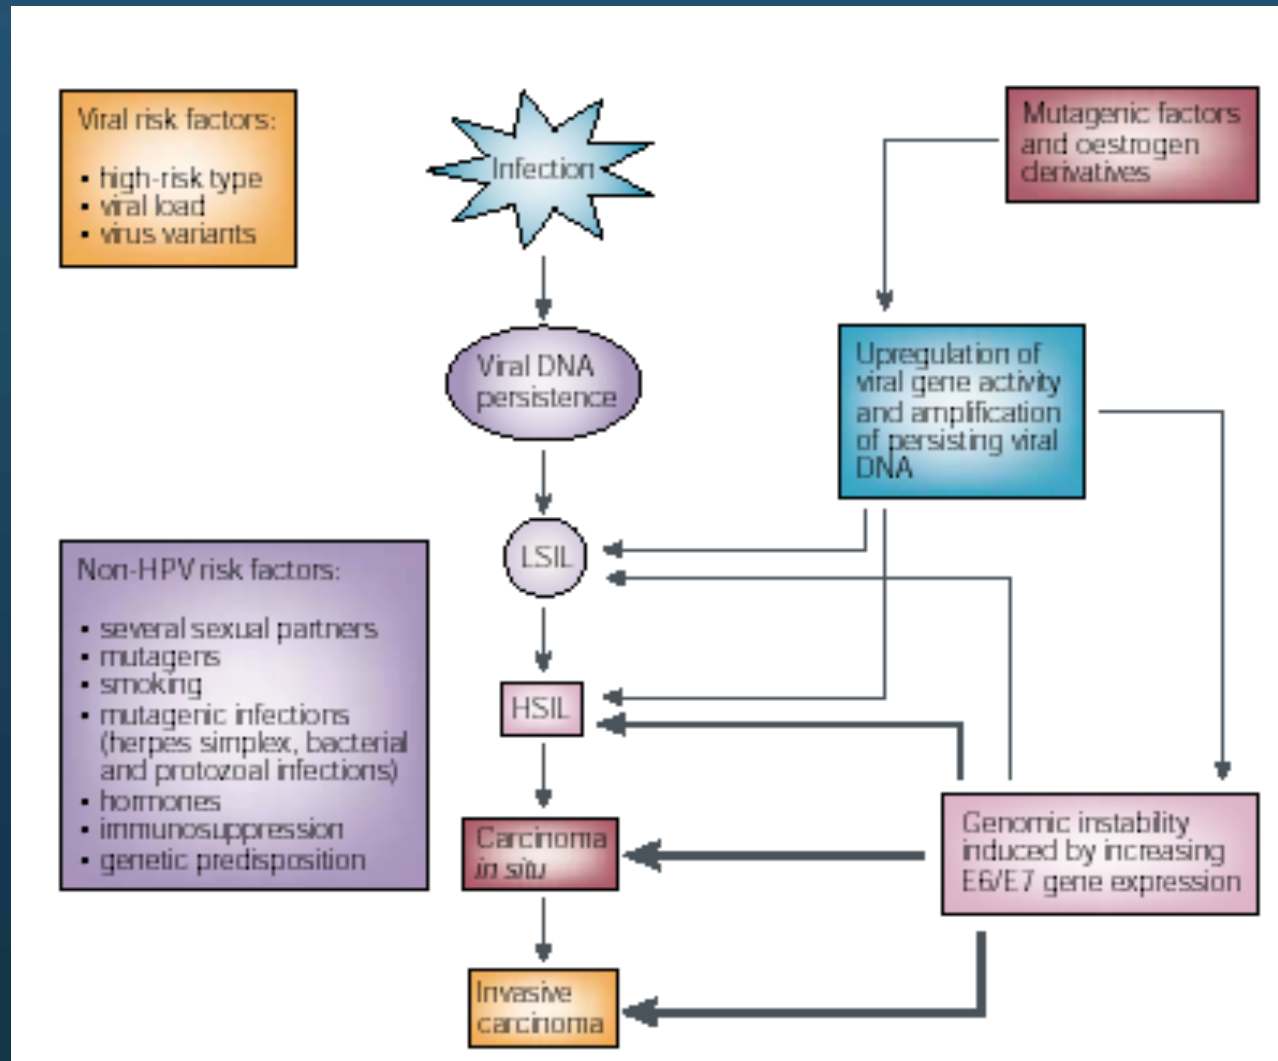 Viral risk factors:
▪ high-risk type
▪ viral load
▪ virus variants
Infection
Mutagenic factors
and oestrogen
derivatives
Viral DNA
persistence
Upregulation of
viral gene activity
and amplification
of persisting viral
DNA
LSIL
Non-HPV risk factors:
▪ several sexual partners
▪ mutagens
▪ smoking
▪ mutagenic infections
(herpes simplex, bacterial
and protozoal infections)
▪ hormones
▪ immunosuppression
▪ genetic predisposition
HSIL
Carcinoma
in situ
Genomic instability
induced by increasing
E6/E7 gene expression
Invasive
carcinoma